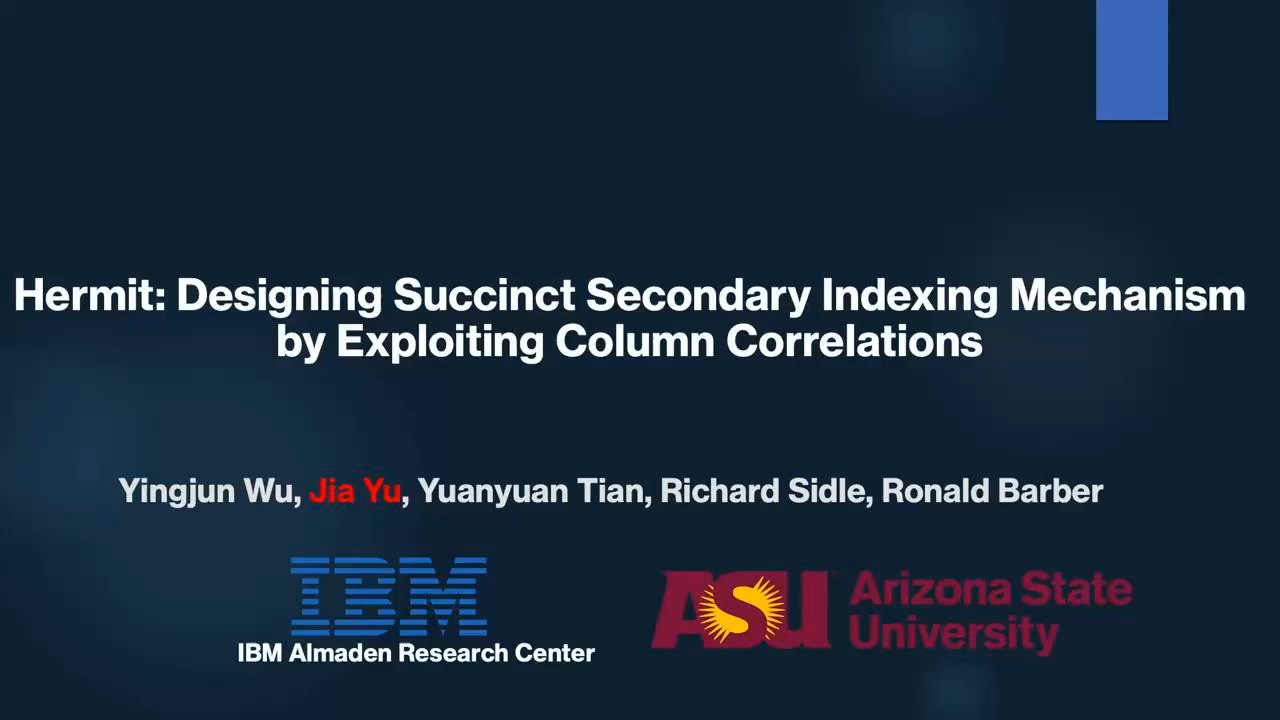 Hermit: Designing Succinct Secondary Indexing Mechanism
by Exploiting Column Correlations
Yingjun Wu, Jia Yu, Yuanyuan Tian, Richard Sidle, Ronald Barber
IBM
IBM Almaden Research Center
ASU Arizona State
University